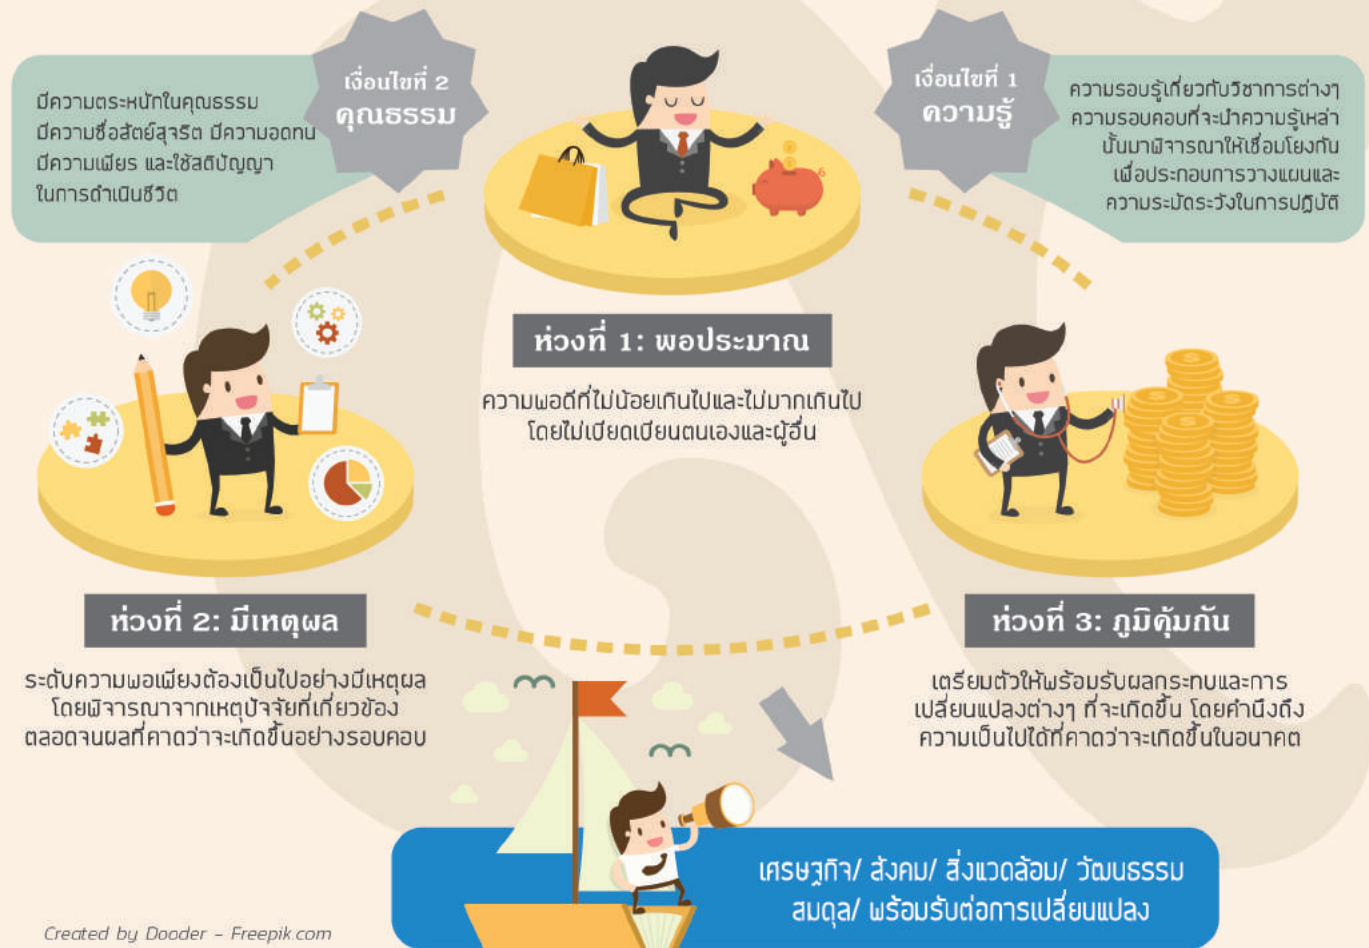 เงื่อนไขที่ 2
คุณธรรม
มีความตระหนักในคุณธรรม
มีความซื่อสัตย์สุจริต มีความอดทน
มีความเพียร และใช้สติปัญญา
ในการดำเนินชีวิต
เงื่อนไขที่ 1
ความรู้
ความรอบรู้เกี่ยวกับวิชาการต่างๆ
ความรอบคอบที่จะนำความรู้เหล่า
นั้นมาพิจารณาให้เชื่อมโยงกัน
เพื่อประกอบการวางแผนและ
ความระมัดระวังในการปฏิบัติ
ห่วงที่ 1: พอประมาณ
ความพอดีที่ไม่น้อยเกินไปและไม่มากเกินไป
โดยไม่เบียดเบียนตนเองและผู้อื่น
ห่วงที่ 2: มีเหตุผล
ระดับความพอเพียงต้องเป็นไปอย่างมีเหตุผล
โดยพิจารณาจากเหตุปัจจัยที่เกี่ยวข้อง
ตลอดจนผลที่คาดว่าจะเกิดขึ้นอย่างรอบคอบ
ห่วงที่ 3: ภูมิคุ้มกัน
เตรียมตัวให้พร้อมรับผลกระทบและการ
เปลี่ยนแปลงต่างๆ ที่จะเกิดขึ้น โดยคำนึงถึง
ความเป็นไปได้ที่คาดว่าจะเกิดขึ้นในอนาคต
เศรษฐกิจ/ สังคม/ สิ่งแวดล้อม/ วัฒนธรรม
สมดุล/ พร้อมรับต่อการเปลี่ยนแปลง
Created by Dooder – Freepik.com